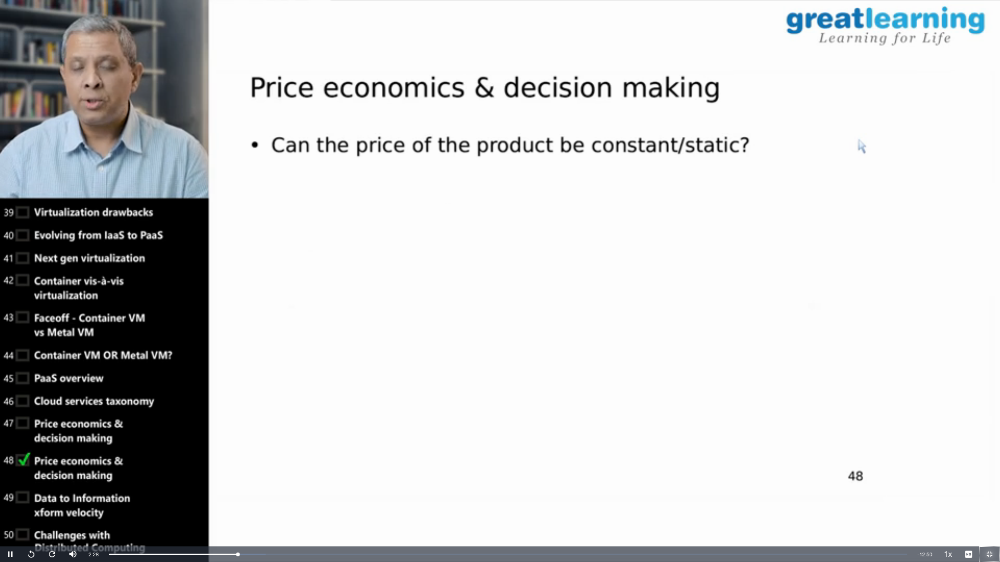 greatlearning
Learning for Life
Price economics & decision making
• Can the price of the product be constant/static?
39 Virtualization drawbacks
40 Evolving from IaaS to PaaS
41 Next gen virtualization
42 Container vis-à-vis
virtualization
43 Faceoff - Container VM
vs Metal VM
44 Container VM OR Metal VM?
45 PaaS overview
46 Cloud services taxonomy
47 Price economics &
decision making
48 Price economics &
decision making
49 Data to Information
xform velocity
50 Challenges with
Distributed Computing
48
2:28
-12:50
1x
HD